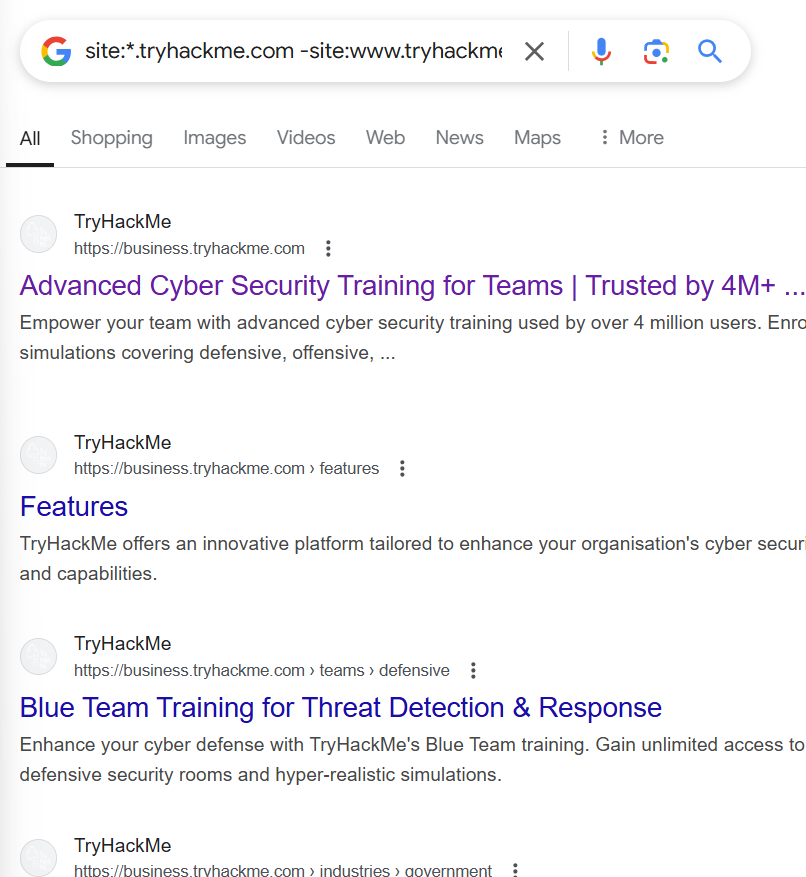 site:*.tryhackme.com -site:www.tryhackme
All Shopping Images Videos Web News Maps More
TryHackMe
https://business.tryhackme.com
Advanced Cyber Security Training for Teams | Trusted by 4M+ ...
Empower your team with advanced cyber security training used by over 4 million users. Enro
simulations covering defensive, offensive, ...
TryHackMe
https://business.tryhackme.com › features
Features
TryHackMe offers an innovative platform tailored to enhance your organisation's cyber securi
and capabilities.
TryHackMe
https://business.tryhackme.com › teams › defensive
Blue Team Training for Threat Detection & Response
Enhance your cyber defense with TryHackMe's Blue Team training. Gain unlimited access to
defensive security rooms and hyper-realistic simulations.
TryHackMe
https://business.tryhackme.com › industries › government